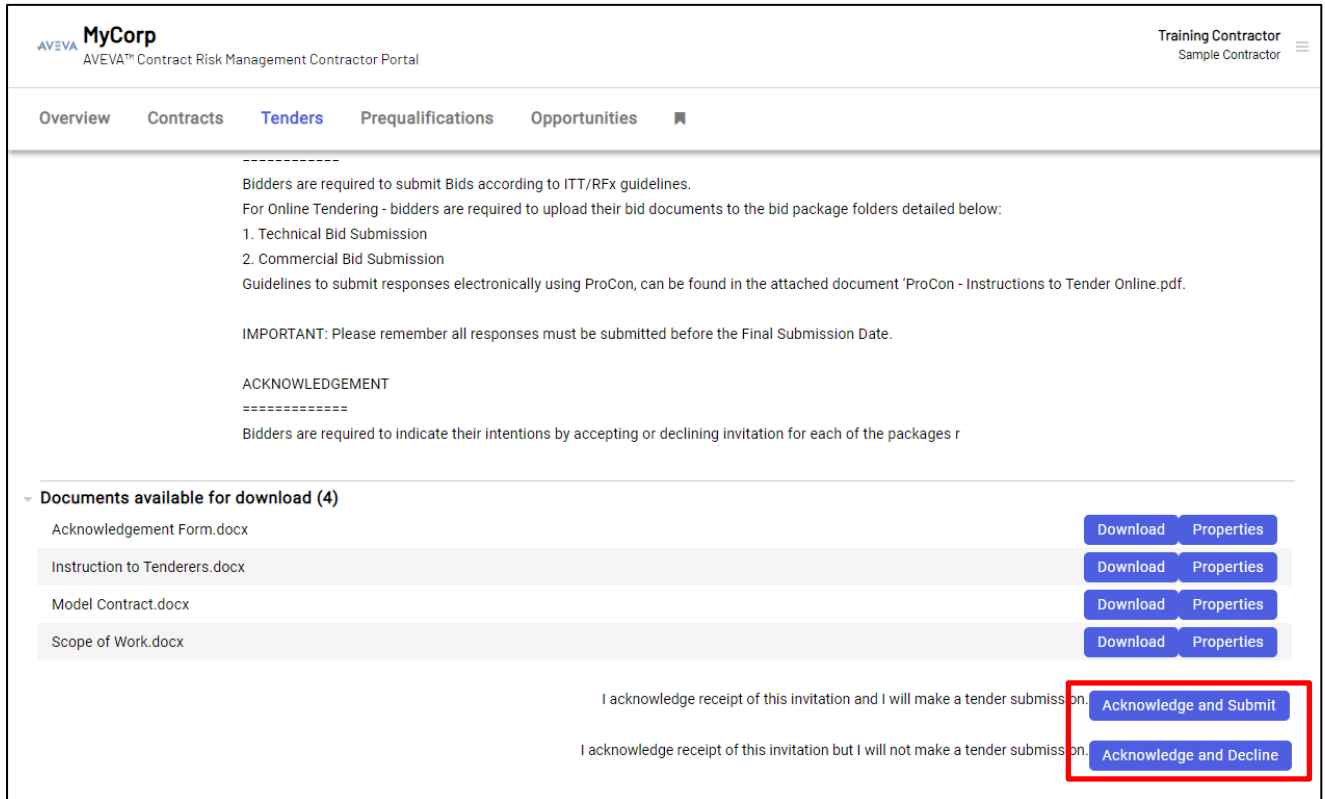 AVEVA MyCorp
AVEVA™ Contract Risk Management Contractor Portal
Training Contractor
Sample Contractor
Overview Contracts Tenders Prequalifications Opportunities
============
Bidders are required to submit Bids according to ITT/RFx guidelines.
For Online Tendering - bidders are required to upload their bid documents to the bid package folders detailed below:
1. Technical Bid Submission
2. Commercial Bid Submission
Guidelines to submit responses electronically using ProCon, can be found in the attached document ‘ProCon - Instructions to Tender Online.pdf.
IMPORTANT: Please remember all responses must be submitted before the Final Submission Date.
ACKNOWLEDGEMENT
=============
Bidders are required to indicate their intentions by accepting or declining invitation for each of the packages r
Documents available for download (4)
Acknowledgement Form.docx Download Properties
Instruction to Tenderers.docx Download Properties
Model Contract.docx Download Properties
Scope of Work.docx Download Properties
I acknowledge receipt of this invitation and I will make a tender submission. Acknowledge and Submit
I acknowledge receipt of this invitation but I will not make a tender submission. Acknowledge and Decline